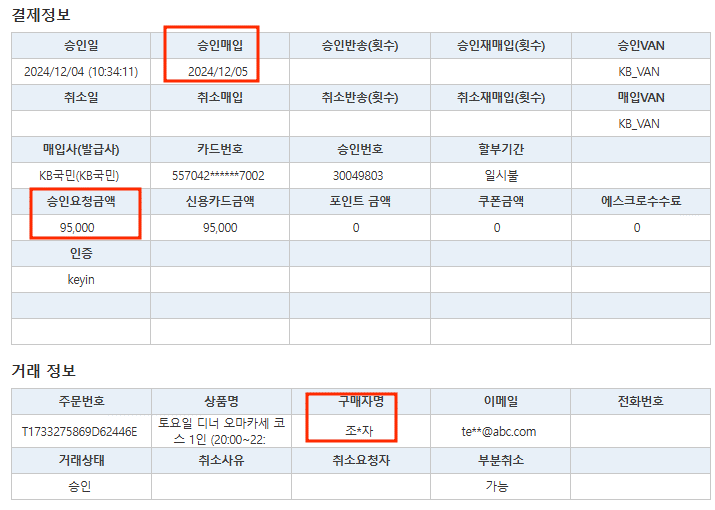 결제정보
승인일 승인매입 승인반송(횟수) 승인재매입(횟수) 승인VAN
2024/12/04 (10:34:11) 2024/12/05 KB_VAN
취소일 취소매입 취소반송(횟수) 취소재매입(횟수) 매입VAN
KB_VAN
매입사(발급사) 카드번호 승인번호 할부기간
KB국민(KB국민) 557042******7002 30049803 일시불
승인요청금액 신용카드금액 포인트 금액 쿠폰금액 에스크로수수료
95,000 95,000 0 0 0
인증
keyin
거래 정보
주문번호 상품명 구매자명 이메일 전화번호
T1733275869D62446E 토요일 디너 오마카세 코 조*자 te**@abc.com
스 1인 (20:00~22:
거래상태 취소사유 취소요청자 부분취소
승인 가능